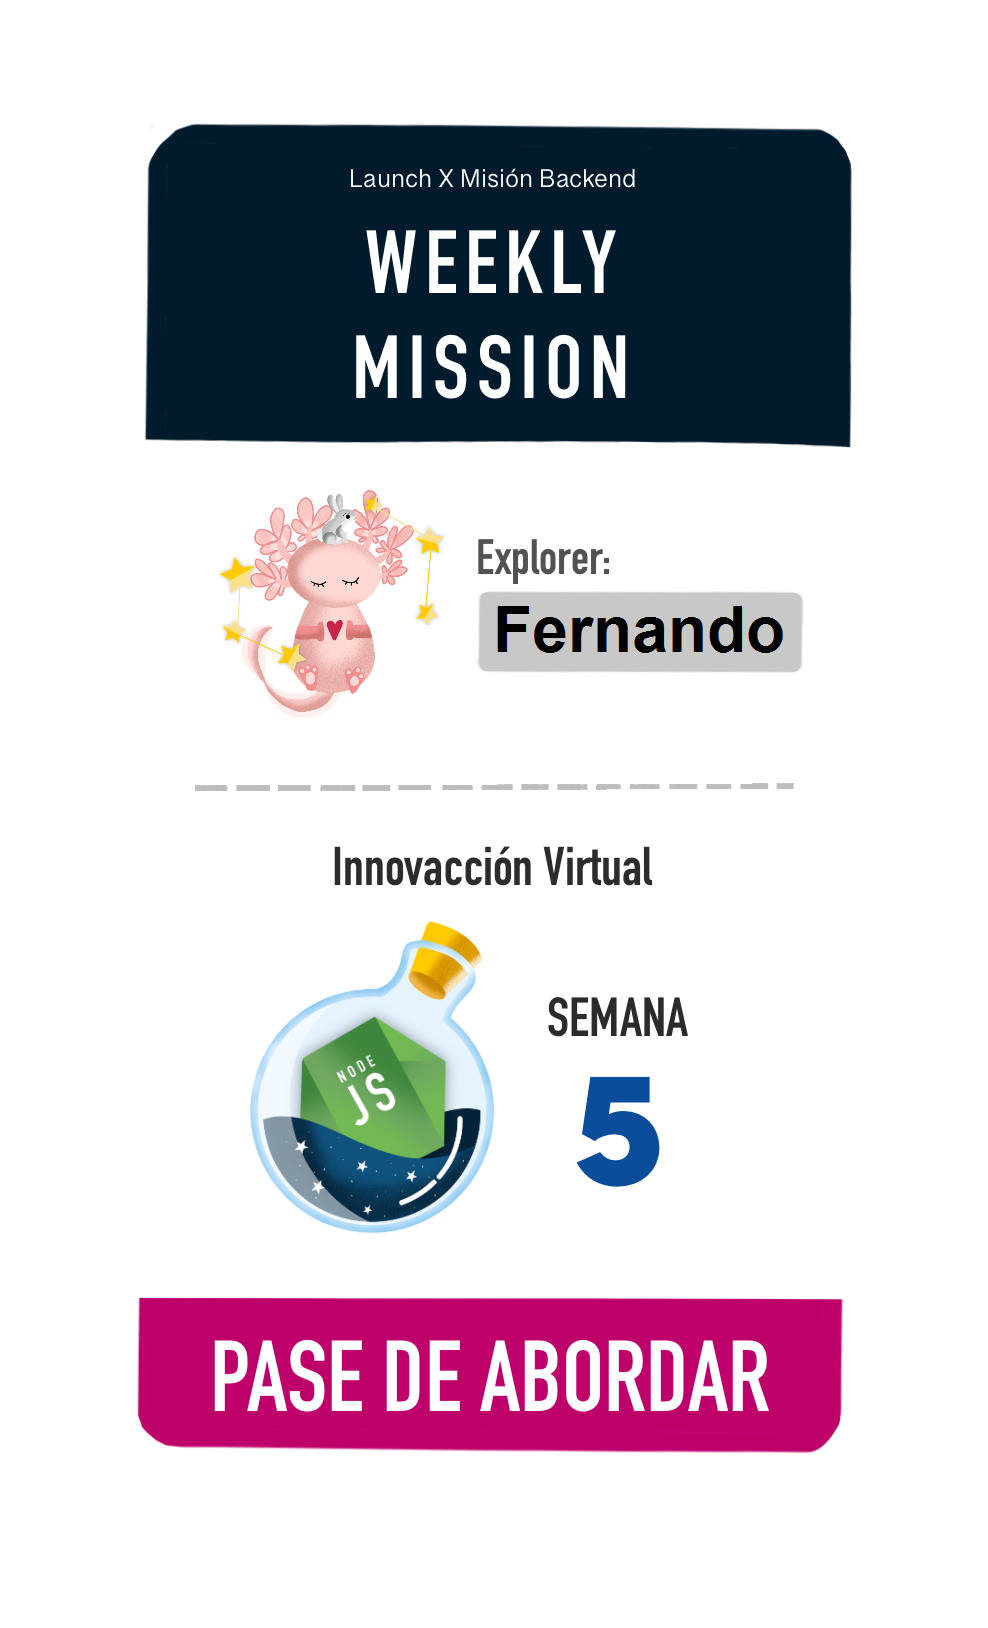 Launch X Misión Backend
WEEKLY
MISSION
Explorer:
Fernando
Innovacción Virtual
NODE
JS
SEMANA
5
PASE DE ABORDAR